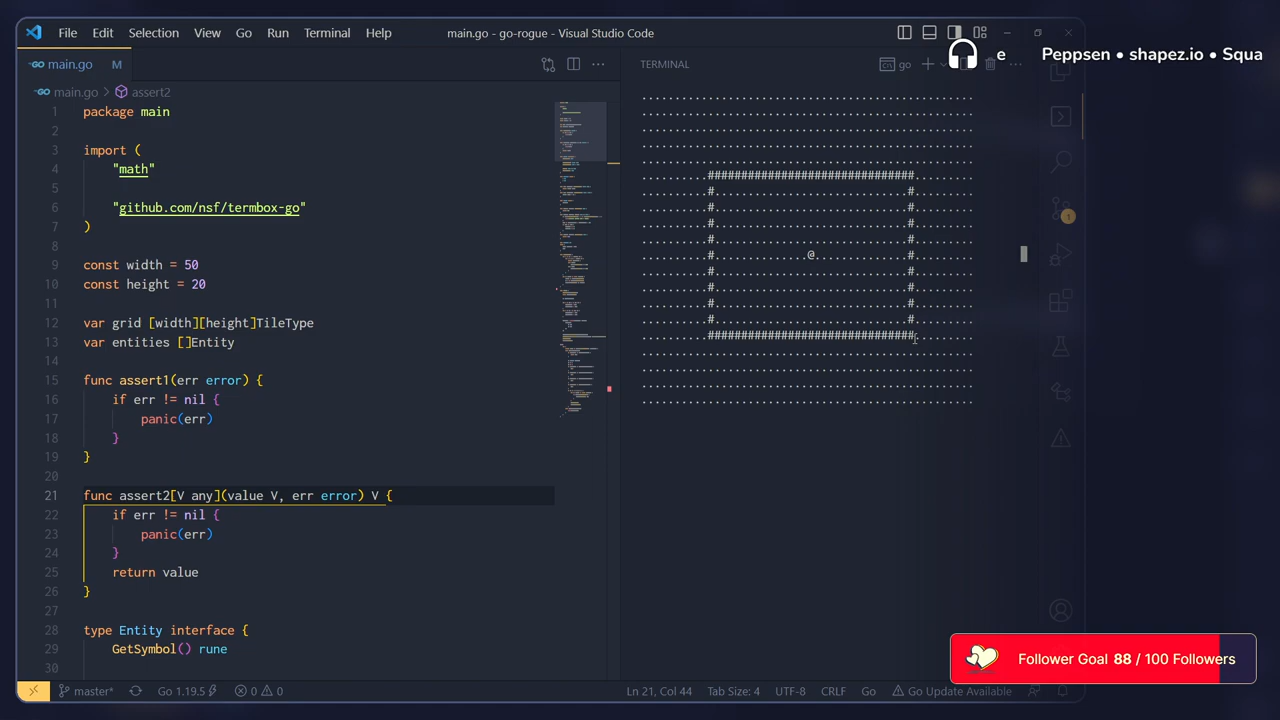 File Edit Selection View Go Run Terminal Help
main.go - go-rogue - Visual Studio Code
main.go M
TERMINAL
go
e Peppsen • shapez.io • Squa
main.go > assert2
1 package main
2
3 import (
4 "math"
5
6 "github.com/nsf/termbox-go"
7 )
8
9 const width = 50
10 const height = 20
11
12 var grid [width][height]TileType
13 var entities []Entity
14
15 func assert1(err error) {
16 if err != nil {
17 panic(err)
18 }
19 }
20
21 func assert2[V any](value V, err error) V {
22 if err != nil {
23 panic(err)
24 }
25 return value
26 }
27
28 type Entity interface {
29 GetSymbol() rune
30
..................................................
..................................................
..................................................
..................................................
..................................................
..........###############################.........
..........#.............................#.........
..........#.............................#.........
..........#.............................#.........
..........#.............................#.........
..........#..............@..............#.........
..........#.............................#.........
..........#.............................#.........
..........#.............................#.........
..........#.............................#.........
..........###############################.........
..................................................
..................................................
..................................................
..................................................
1
Follower Goal 88 / 100 Followers
master* Go 1.19.5 0 0 Ln 21, Col 44 Tab Size: 4 UTF-8 CRLF Go Go Update Available